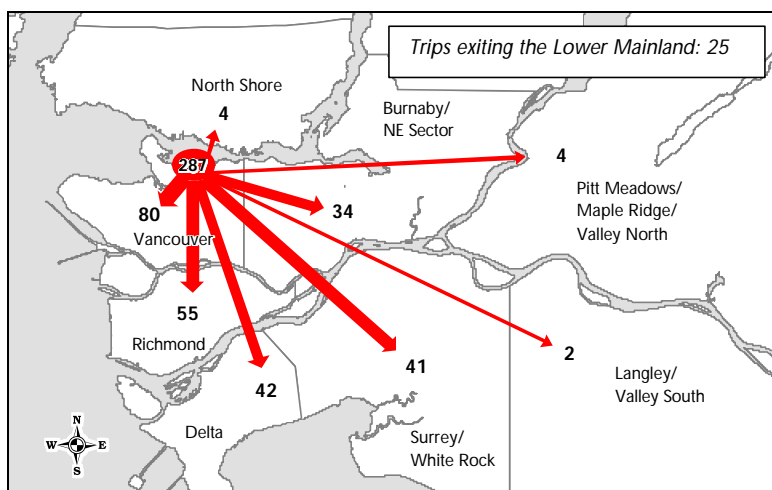 Trips exiting the Lower Mainland: 25
North Shore
4
Burnaby/
NE Sector
287
4
Pitt Meadows/
Maple Ridge/
Valley North
80
Vancouver
34
55
Richmond
42
41
2
Langley/
Valley South
Delta
Surrey/
White Rock
N
W E
S